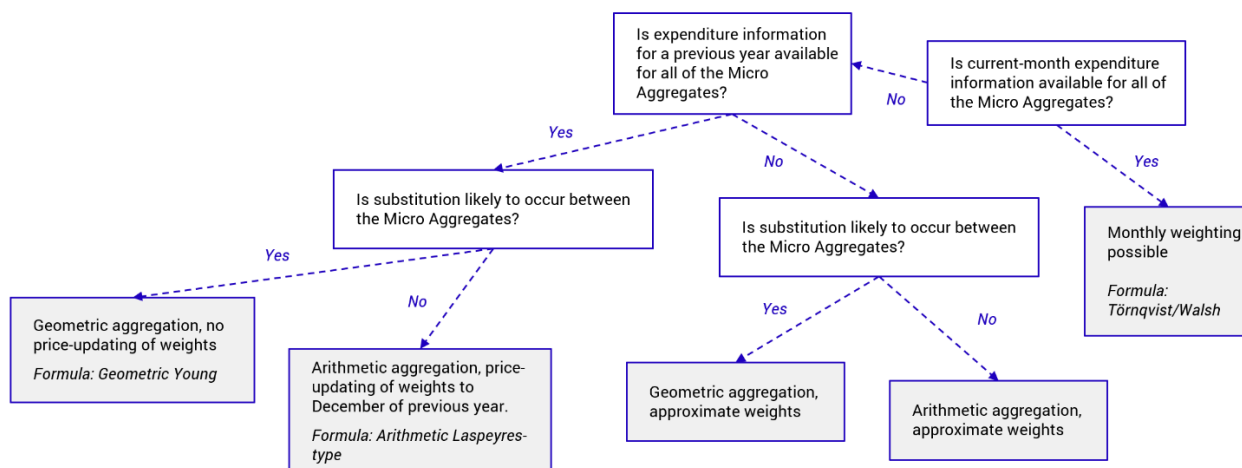 Is expenditure information
for a previous year available
for all of the Micro
Aggregates?
Is current-month expenditure
information available for all of
the Micro Aggregates?
No
Yes
No
Yes
Is substitution likely to occur between
the Micro Aggregates?
Is substitution likely to occur between
the Micro Aggregates?
Monthly weighting
possible
Formula:
Törnqvist/Walsh
Yes
No
Yes
No
Geometric aggregation, no
price-updating of weights
Formula: Geometric Young
Arithmetic aggregation, price-
updating of weights to
December of previous year.
Formula: Arithmetic Laspeyres-
type
Geometric aggregation,
approximate weights
Arithmetic aggregation,
approximate weights